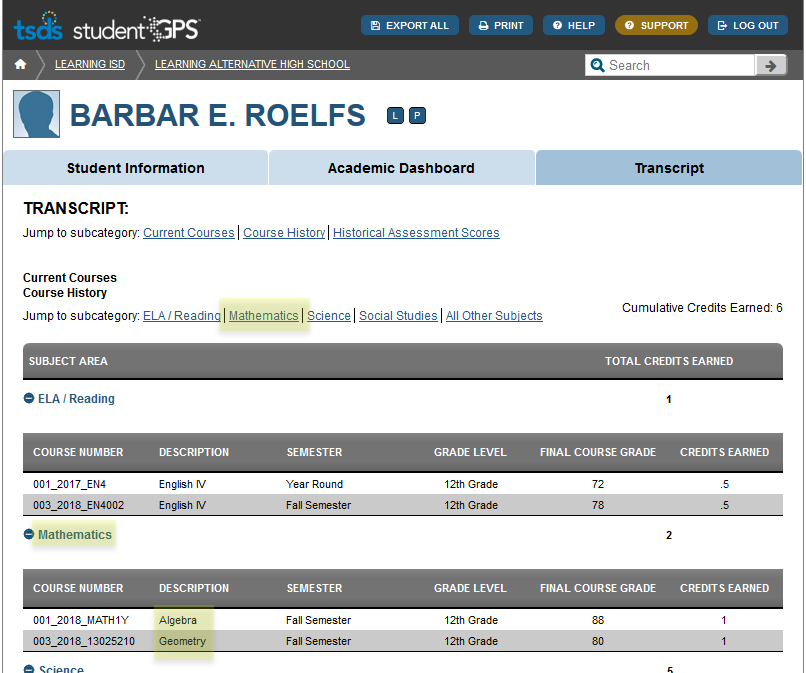 tsds studentGPS EXPORT ALL PRINT HELP SUPPORT LOG OUT
LEARNING ISD LEARNING ALTERNATIVE HIGH SCHOOL Search
BARBAR E. ROELFS L P
Student Information Academic Dashboard Transcript
TRANSCRIPT:
Jump to subcategory: Current Courses | Course History | Historical Assessment Scores
Current Courses
Course History
Cumulative Credits Earned: 6
Jump to subcategory: ELA / Reading | Mathematics | Science | Social Studies | All Other Subjects
SUBJECT AREA TOTAL CREDITS EARNED
ELA / Reading 1
COURSE NUMBER DESCRIPTION SEMESTER GRADE LEVEL FINAL COURSE GRADE CREDITS EARNED
001_2017_EN4 English IV Year Round 12th Grade 72 .5
003_2018_EN4002 English IV Fall Semester 12th Grade 78 .5
Mathematics 2
COURSE NUMBER DESCRIPTION SEMESTER GRADE LEVEL FINAL COURSE GRADE CREDITS EARNED
001_2018_MATH1Y Algebra Fall Semester 12th Grade 88 1
003_2018_13025210 Geometry Fall Semester 12th Grade 80 1
Science 5